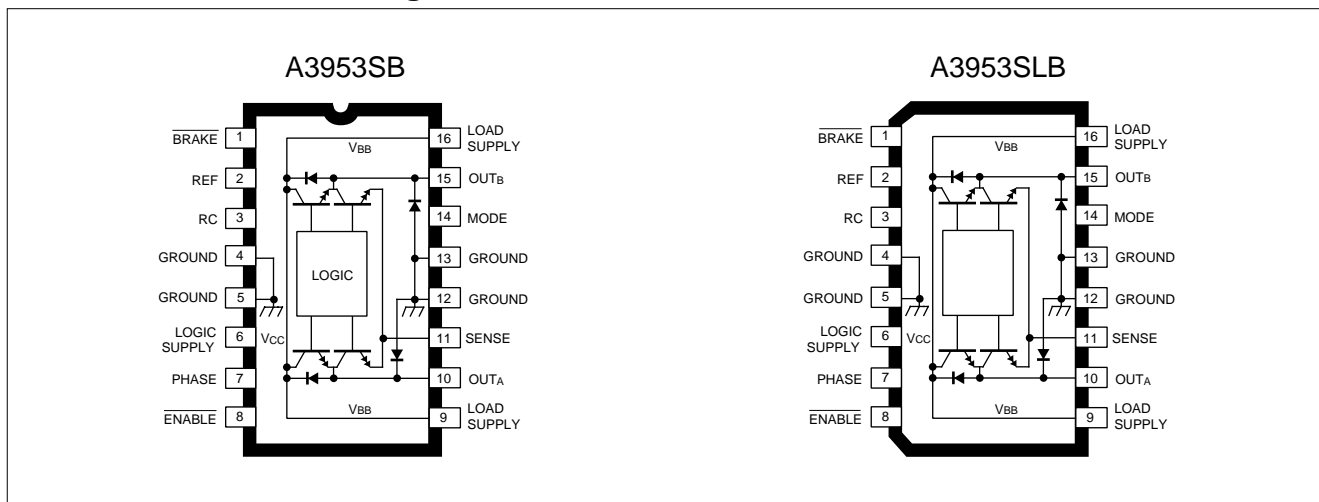 A3953SB
BRAKE 1
REF 2
RC 3
GROUND 4
GROUND 5
LOGIC
SUPPLY 6
PHASE 7
ENABLE 8
VBB
LOGIC
VCC
VBB
16 LOAD
SUPPLY
15 OUTB
14 MODE
13 GROUND
12 GROUND
11 SENSE
10 OUTA
9 LOAD
SUPPLY
A3953SLB
BRAKE 1
REF 2
RC 3
GROUND 4
GROUND 5
LOGIC
SUPPLY 6
PHASE 7
ENABLE 8
VBB
VCC
VBB
16 LOAD
SUPPLY
15 OUTB
14 MODE
13 GROUND
12 GROUND
11 SENSE
10 OUTA
9 LOAD
SUPPLY